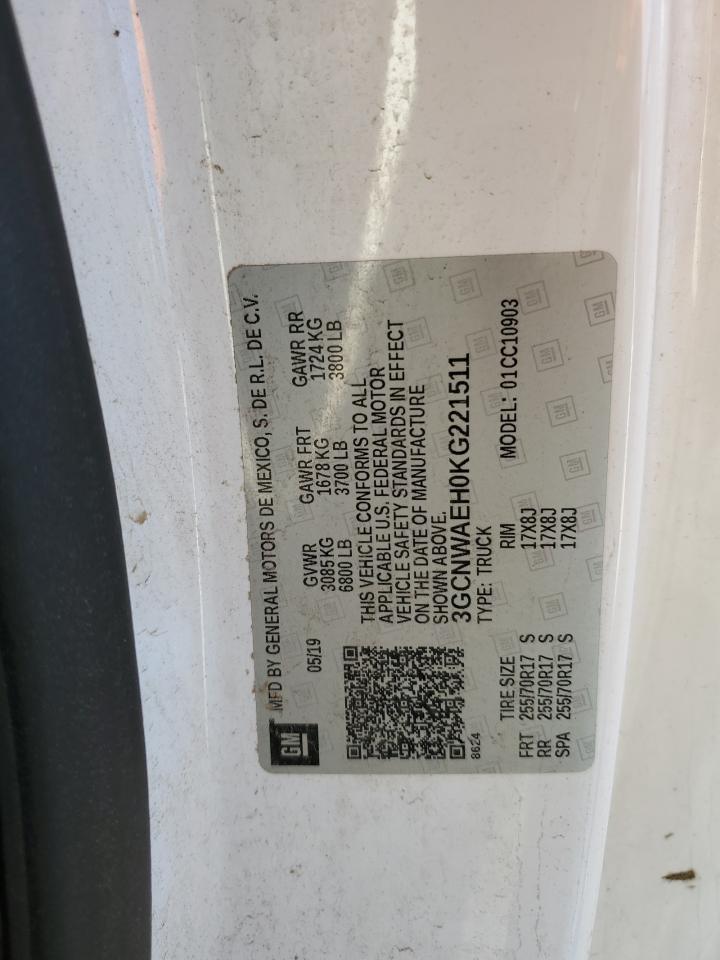 GM
MFD BY GENERAL MOTORS DE MEXICO, S. DE R.L. DE C.V.
05/19
GVWR GAWR FRT GAWR RR
3085 KG 1678 KG 1724 KG
6800 LB 3700 LB 3800 LB
THIS VEHICLE CONFORMS TO ALL
APPLICABLE U.S. FEDERAL MOTOR
VEHICLE SAFETY STANDARDS IN EFFECT
ON THE DATE OF MANUFACTURE
SHOWN ABOVE.
3GCNWAEH0KG221511
8624 TYPE: TRUCK
TIRE SIZE RIM MODEL: 01CC10903
FRT 255/70R17 S 17X8J
RR 255/70R17 S 17X8J
SPA 255/70R17 S 17X8J